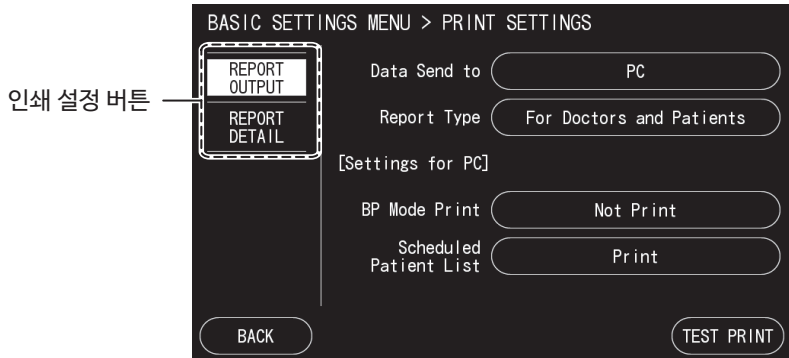 BASIC SETTINGS MENU > PRINT SETTINGS
인쇄 설정 버튼
REPORT
OUTPUT
REPORT
DETAIL
Data Send to
PC
Report Type
For Doctors and Patients
[Settings for PC]
BP Mode Print
Not Print
Scheduled
Patient List
Print
BACK
TEST PRINT